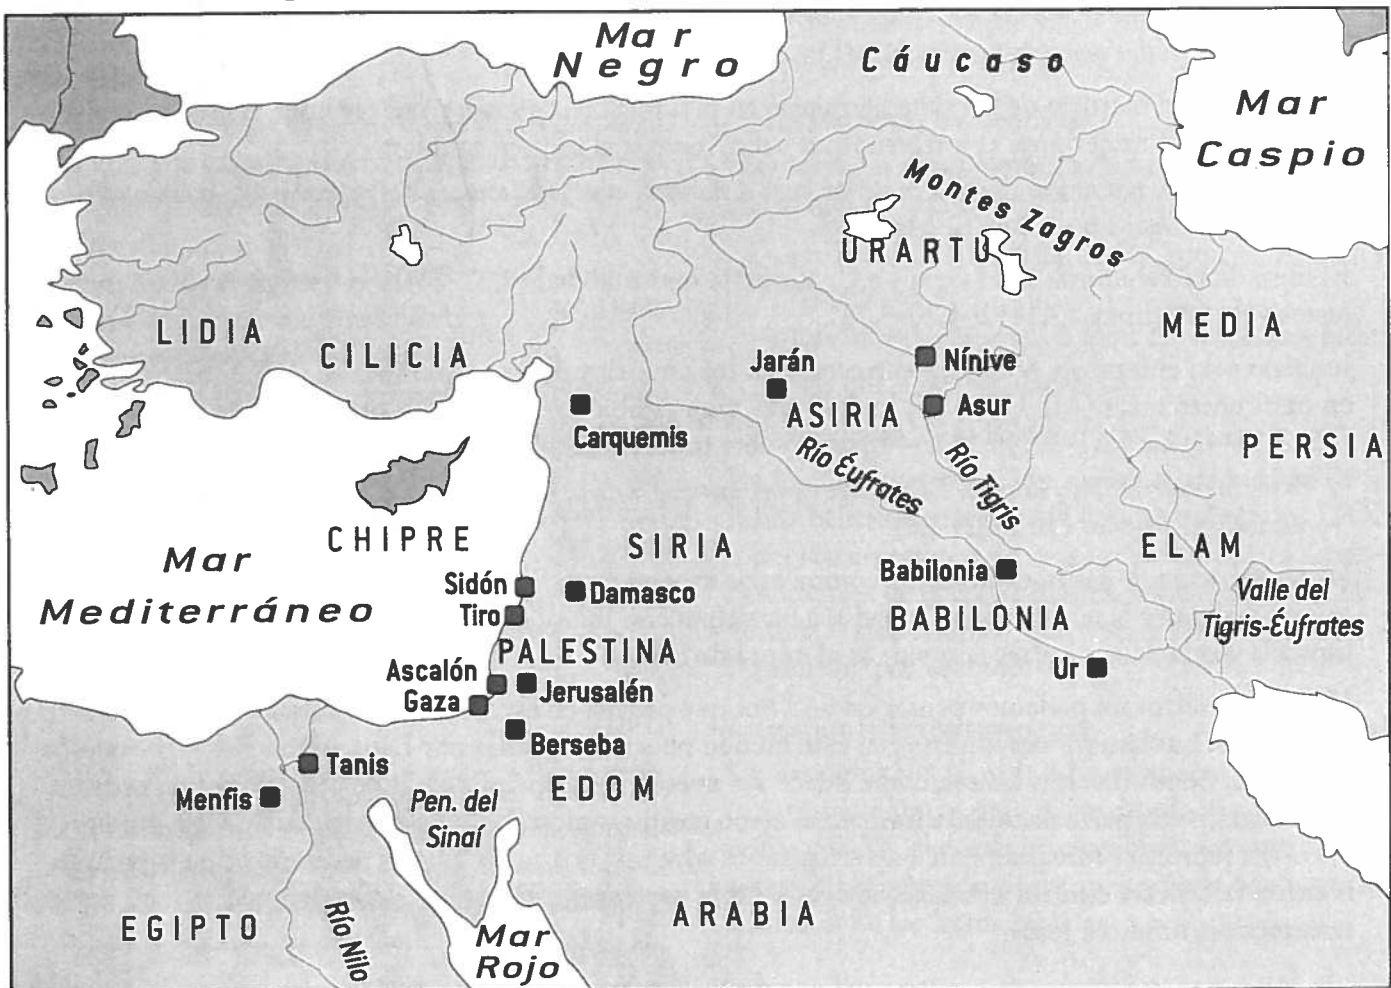 Mar
Negro
Cáucaso
Mar
Caspio
Montes Zagros
URARTU
LIDIA
CILICIA
MEDIA
Jarán
Nínive
Asur
ASIRIA
Carquemis
PERSIA
Río Éufrates
Río Tigris
CHIPRE
SIRIA
ELAM
Mar
Mediterráneo
Sidón
Damasco
Tiro
Babilonia
BABILONIA
Valle del
Tigris-Éufrates
PALESTINA
Ur
Ascalón
Jerusalén
Gaza
Berseba
Tanis
Menfis
Pen. del
Sinaí
EDOM
EGIPTO
Río Nilo
Mar
Rojo
ARABIA